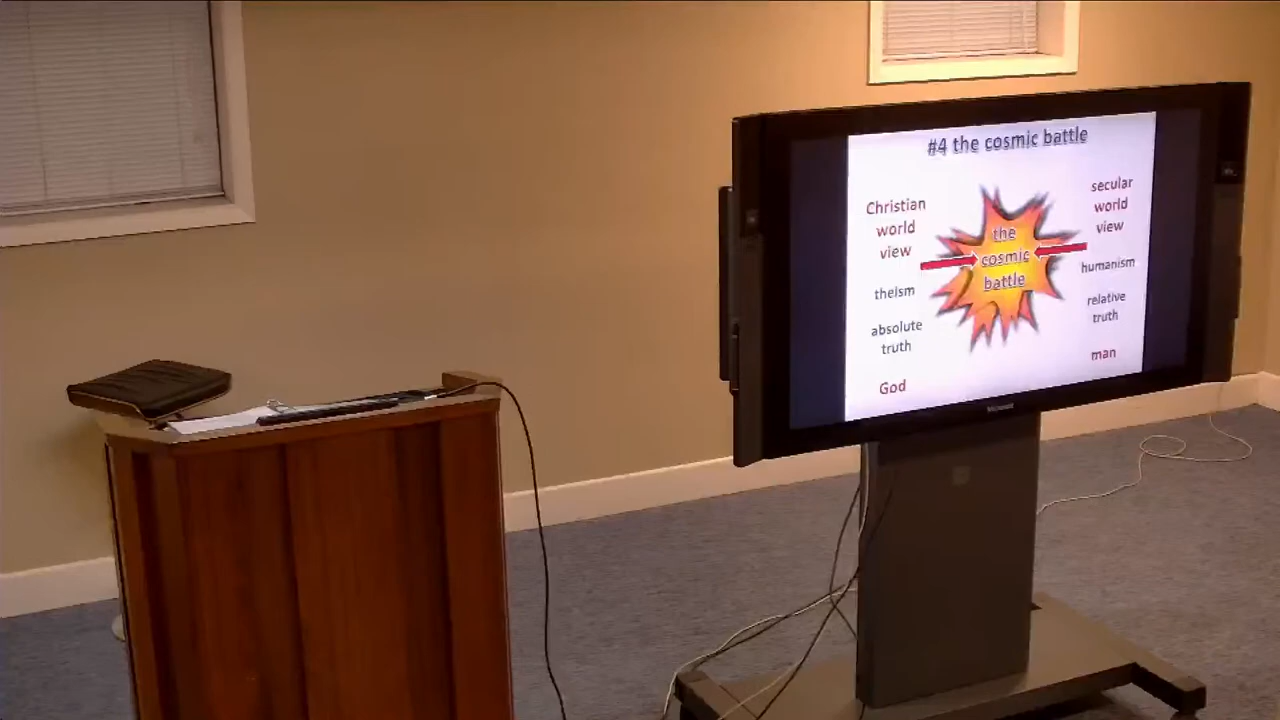 #4 the cosmic battle
Christian
world
view
theism
absolute
truth
God
the
cosmic
battle
secular
world
view
humanism
relative
truth
man